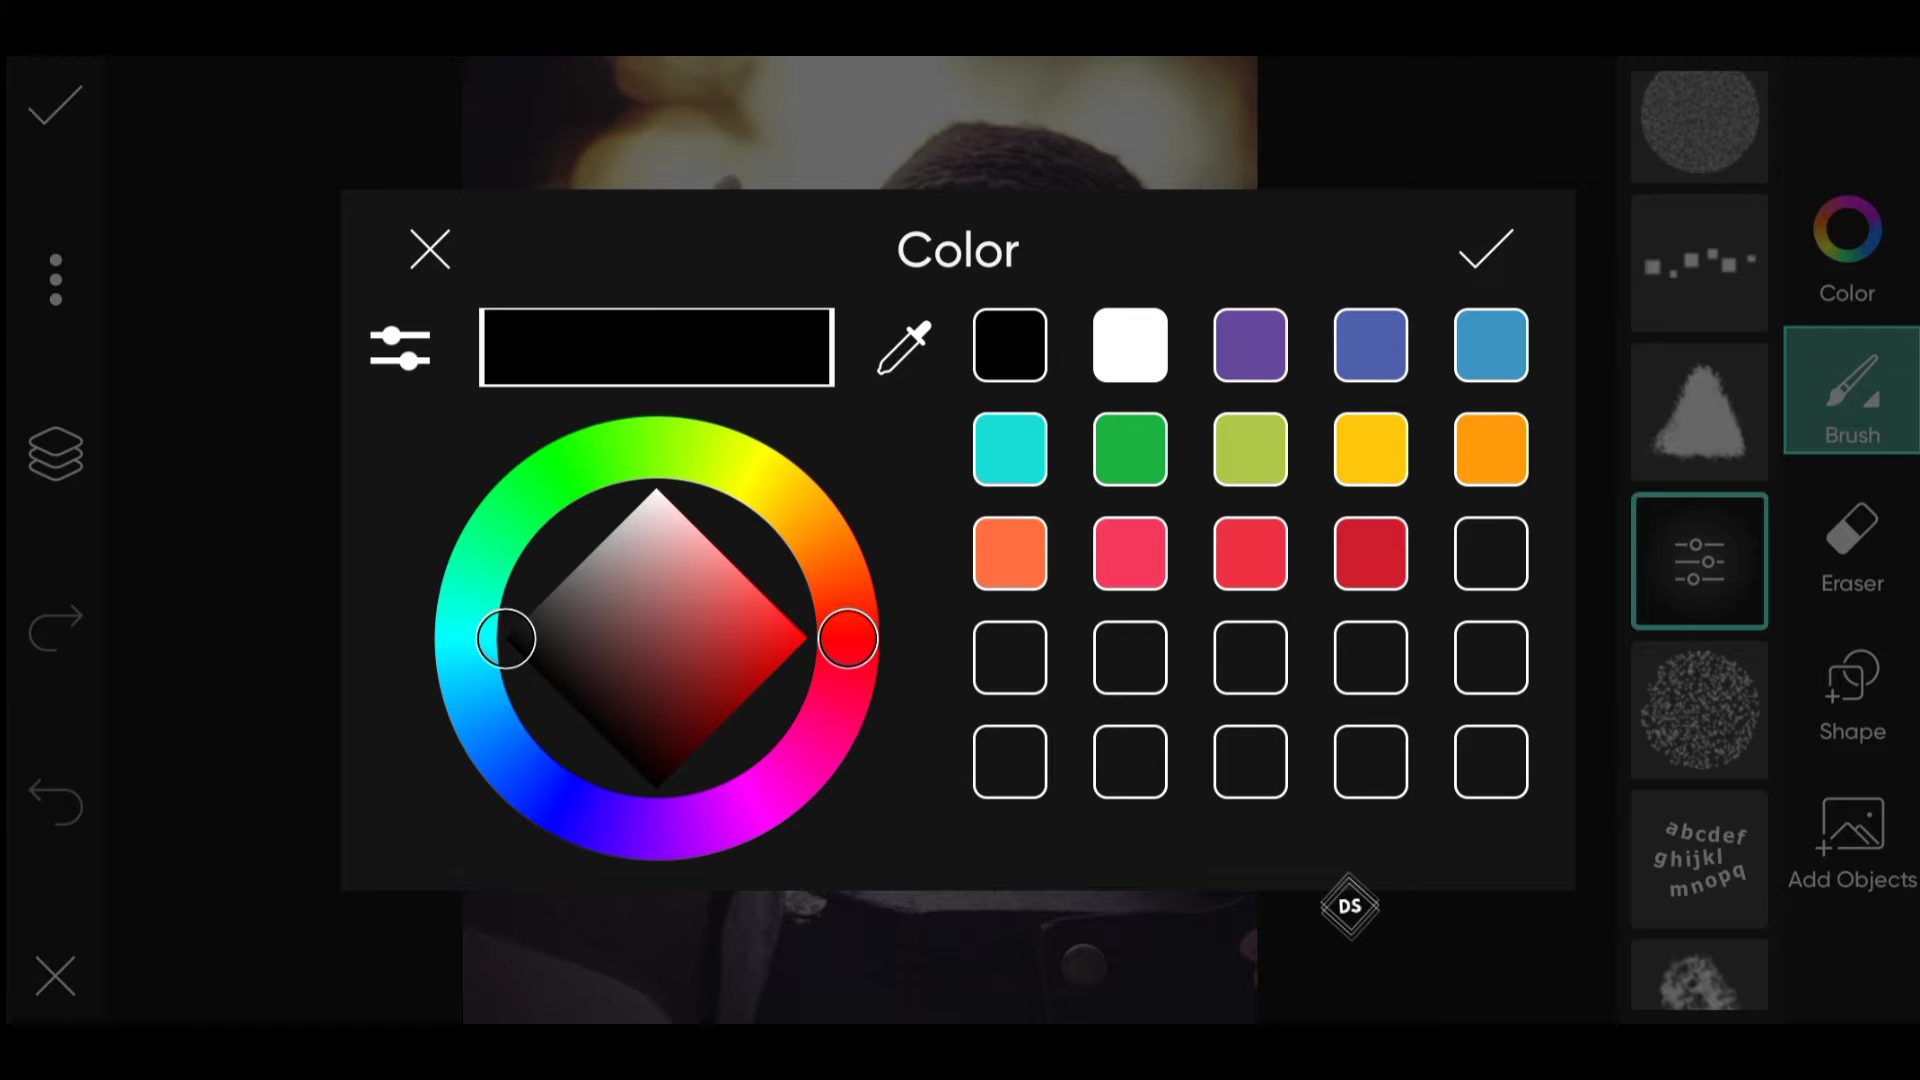 Color
Color
Brush
Eraser
Shape
abcdef
ghijkl
mnopq
Add Objects
DS